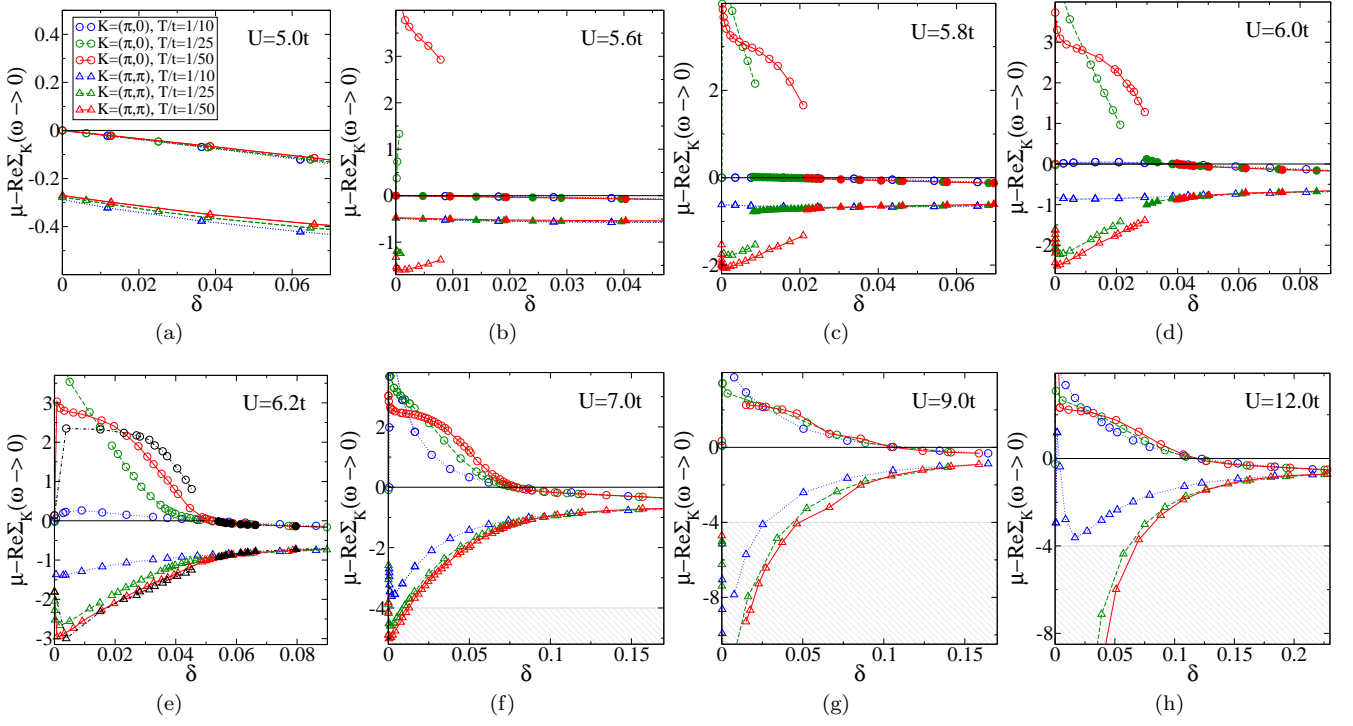 μ−ReΣK(ω −> 0)
0.4
0.2
0
-0.2
-0.4
K=(π,0), T/t=1/10
K=(π,0), T/t=1/25
K=(π,0), T/t=1/50
K=(π,π), T/t=1/10
K=(π,π), T/t=1/25
K=(π,π), T/t=1/50
U=5.0t
0 0.02 0.04 0.06
δ
(a)
μ−ReΣK(ω −> 0)
3
2
1
0
-1
U=5.6t
0 0.01 0.02 0.03 0.04
δ
(b)
μ−ReΣK(ω −> 0)
2
0
-2
U=5.8t
0 0.02 0.04 0.06
δ
(c)
μ−ReΣK(ω −> 0)
4
3
2
1
0
-1
-2
U=6.0t
0 0.02 0.04 0.06 0.08
δ
(d)
μ−ReΣK(ω −> 0)
3
2
1
0
-1
-2
-3
U=6.2t
0 0.02 0.04 0.06 0.08
δ
(e)
μ−ReΣK(ω −> 0)
2
0
-2
-4
U=7.0t
0 0.05 0.10 0.15
δ
(f)
μ−ReΣK(ω −> 0)
4
0
-4
-8
U=9.0t
0 0.05 0.10 0.15
δ
(g)
μ−ReΣK(ω −> 0)
4
0
-4
-8
U=12.0t
0 0.05 0.1 0.15 0.2
δ
(h)